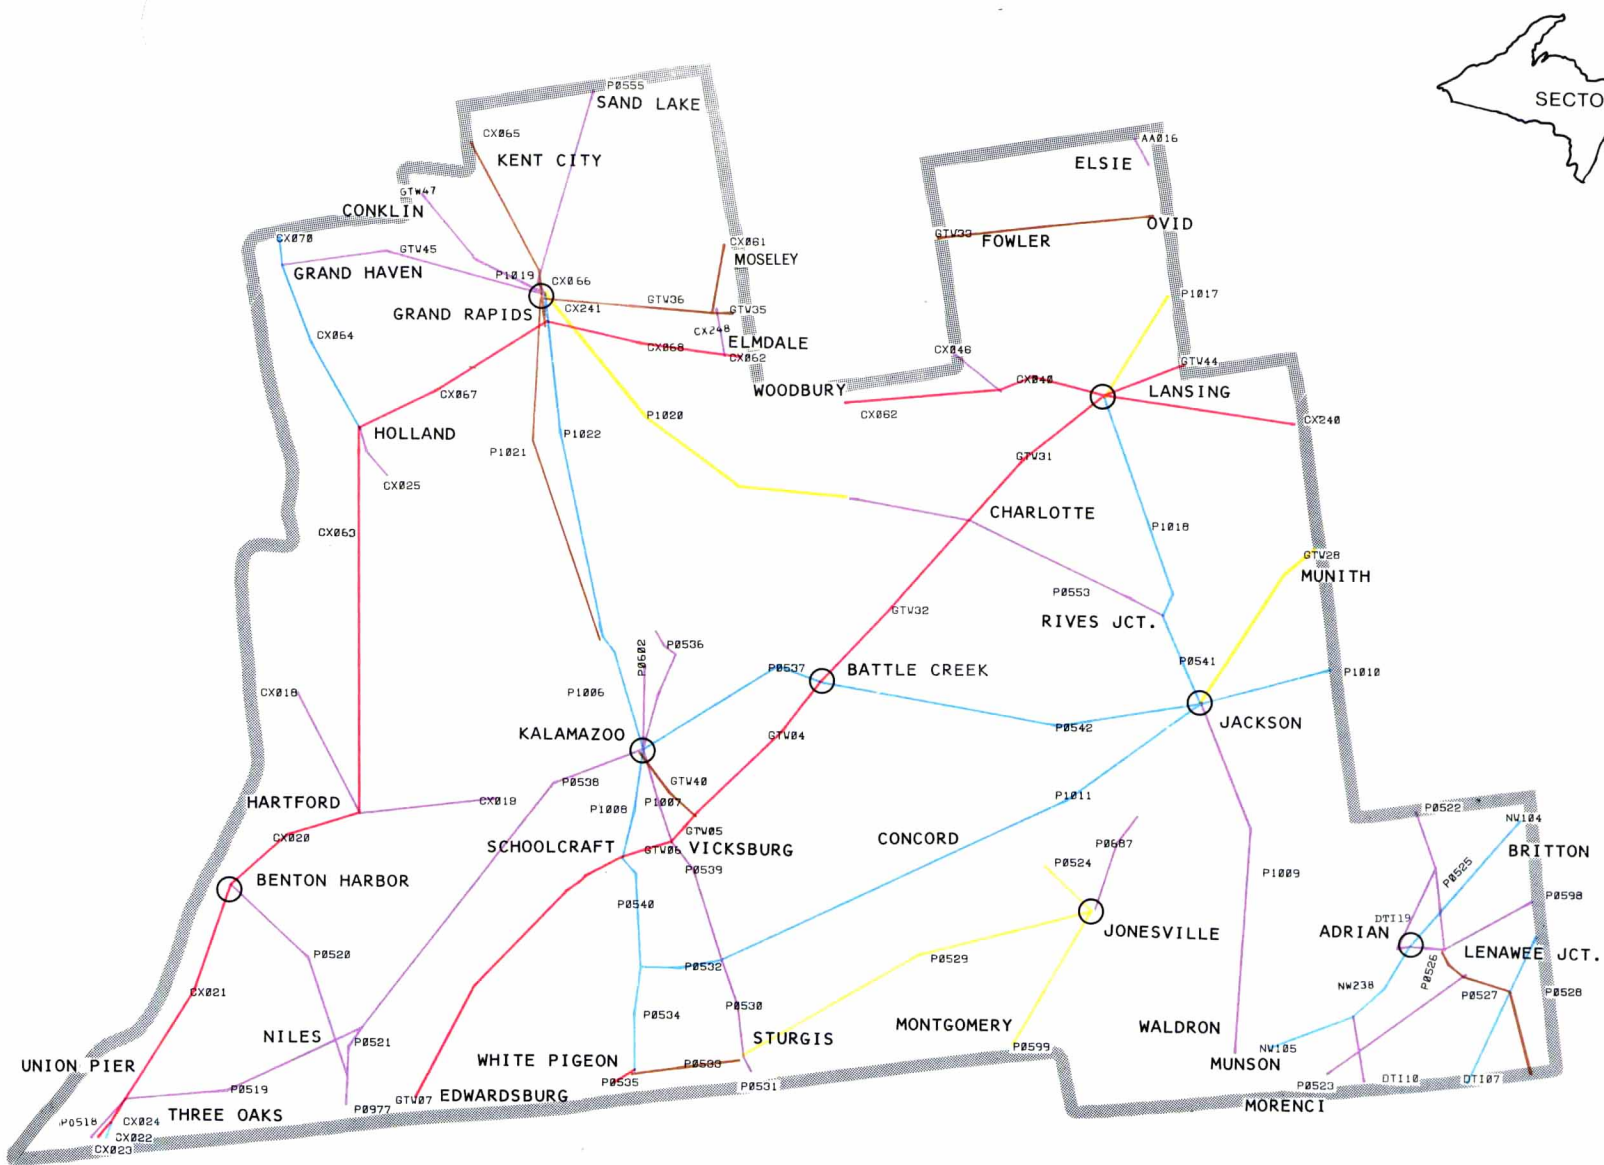 P0555
SAND LAKE
SECTO
CX065
KENT CITY
AA016
ELSIE
GTW47
CONKLIN
OVID
CX070
GTW45
CX061
GTW33
FOWLER
MOSELEY
GRAND HAVEN
P1019
CX066
P1017
GTW36
GTW35
GRAND RAPIDS
CX241
CX248
ELMDALE
CX064
CX068
CX062
CX046
GTW44
WOODBURY
CX040
LANSING
CX067
CX062
P1020
CX240
HOLLAND
P1022
P1021
GTW31
CX025
CHARLOTTE
CX063
P1018
GTW28
MUNITH
P0553
GTW32
RIVES JCT.
P0602
P0536
P0537
BATTLE CREEK
P0541
P1010
CX018
P1006
KALAMAZOO
GTW04
P0542
JACKSON
P0538
GTW40
HARTFORD
CX019
P1008
P1007
P1011
P0522
CX020
GTW05
NW104
SCHOOLCRAFT
GTW06
VICKSBURG
CONCORD
P0687
BRITTON
P0539
P0524
P1009
P0525
BENTON HARBOR
P0540
P0598
DTI19
JONESVILLE
ADRIAN
P0520
P0529
LENAWEE JCT.
P0532
P0526
CX021
NW238
P0527
P0528
P0530
P0534
NILES
P0521
STURGIS
MONTGOMERY
WALDRON
UNION PIER
WHITE PIGEON
P0533
P0599
NW105
MUNSON
P0519
P0535
P0531
P0523
DTI10
DTI07
P0977
GTW07
EDWARDSBURG
MORENCI
P0518
CX024
THREE OAKS
CX022
CX023